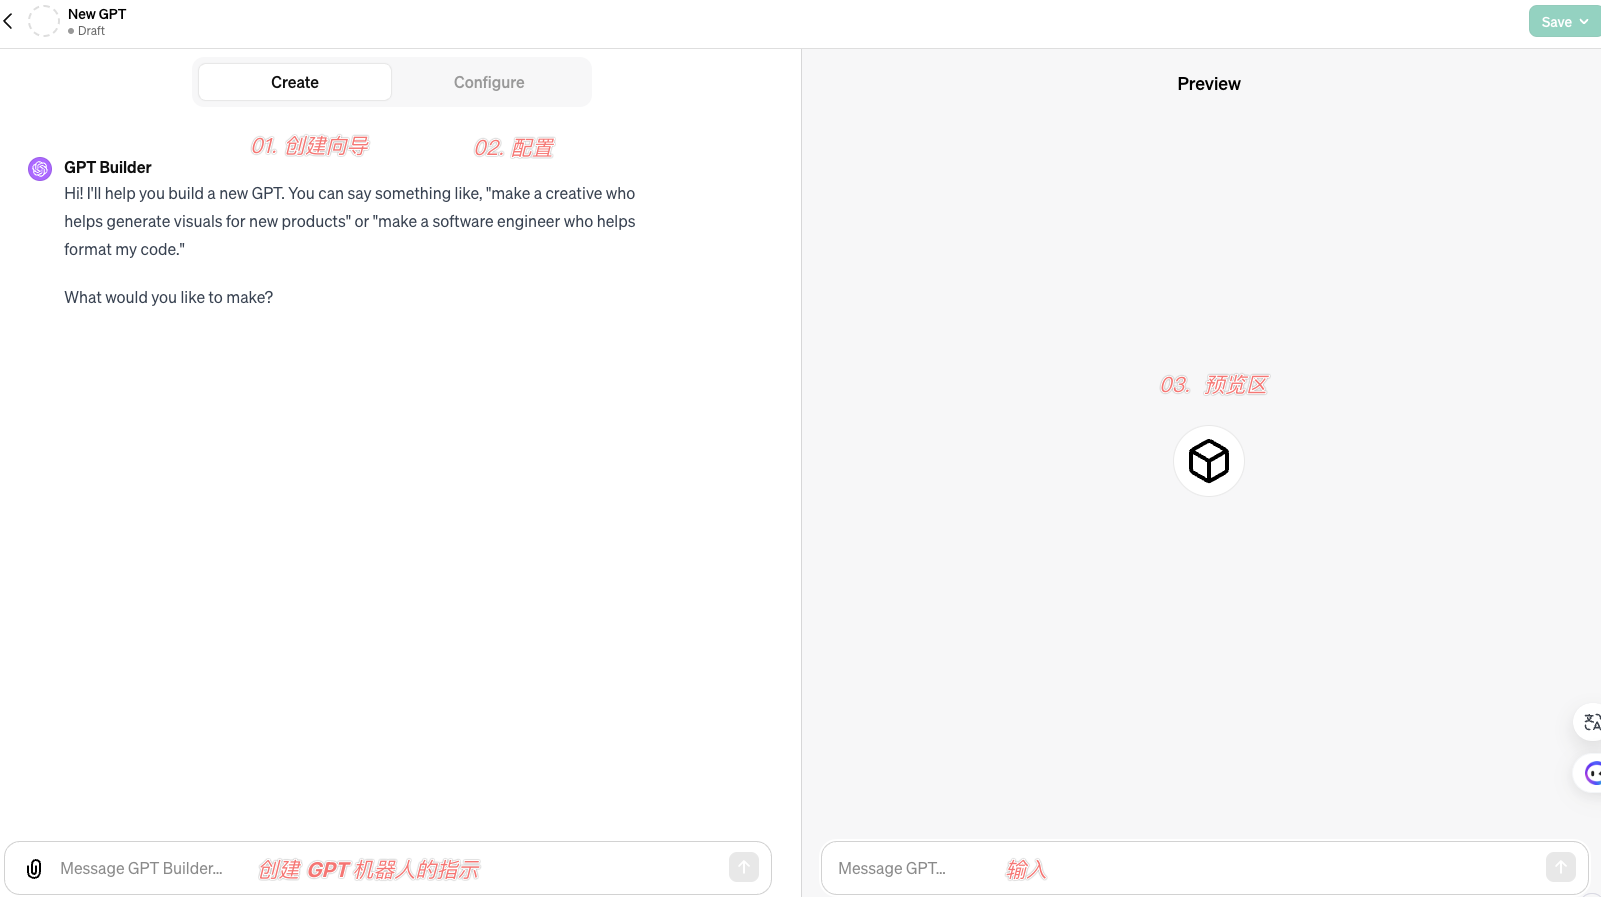 New GPT
Draft
Save
Create
Configure
Preview
01. 创建向导
02. 配置
GPT Builder
Hi! I'll help you build a new GPT. You can say something like, "make a creative who
helps generate visuals for new products" or "make a software engineer who helps
format my code."
What would you like to make?
03. 预览区
Message GPT Builder...
创建 GPT 机器人的指示
Message GPT...
输入